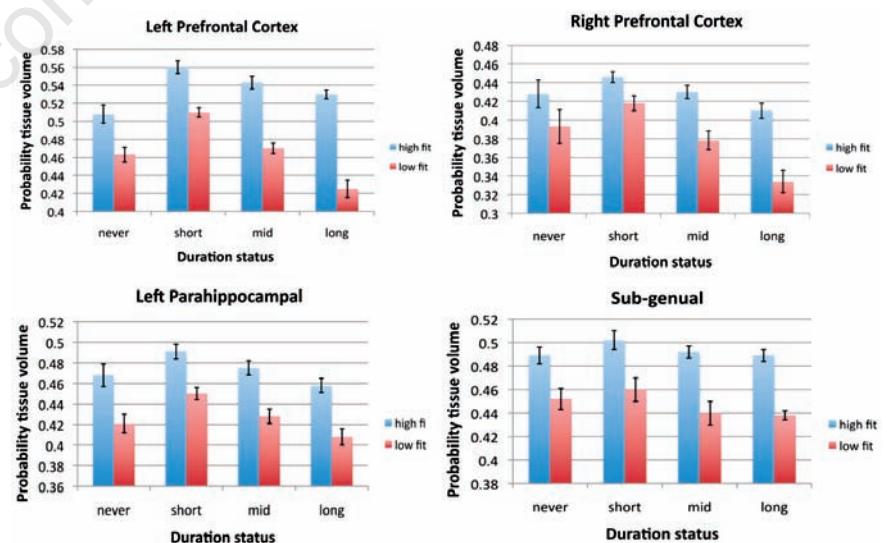 Left Prefrontal Cortex
Probability tissue volume
0.58
0.56
0.54
0.52
0.5
0.48
0.46
0.44
0.42
0.4
never short mid long
Duration status
high fit
low fit
Right Prefrontal Cortex
Probability tissue volume
0.48
0.46
0.44
0.42
0.4
0.38
0.36
0.34
0.32
0.3
never short mid long
Duration status
high fit
low fit
Left Parahippocampal
Probability tissue volume
0.52
0.5
0.48
0.46
0.44
0.42
0.4
0.38
0.36
never short mid long
Duration status
high fi
low fit
Sub-genual
Probability tissue volume
0.52
0.5
0.48
0.46
0.44
0.42
0.4
0.38
never short mid long
Duration status
high fit
low fit